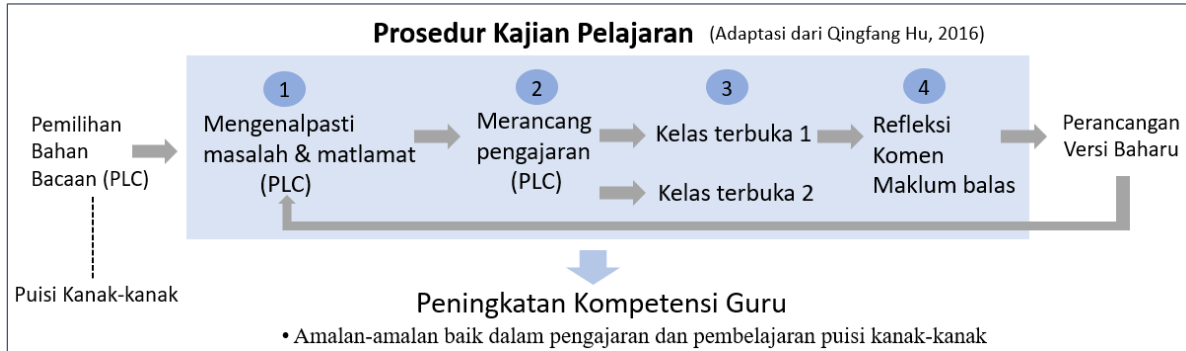 Prosedur Kajian Pelajaran (Adaptasi dari Qingfang Hu, 2016)
Pemilihan
Bahan
Bacaan (PLC)
Puisi Kanak-kanak
1
Mengenalpasti
masalah & matlamat
(PLC)
2
Merancang
pengajaran
(PLC)
3
Kelas terbuka 1
Kelas terbuka 2
4
Refleksi
Komen
Maklum balas
Perancangan
Versi Baharu
Peningkatan Kompetensi Guru
• Amalan-amalan baik dalam pengajaran dan pembelajaran puisi kanak-kanak